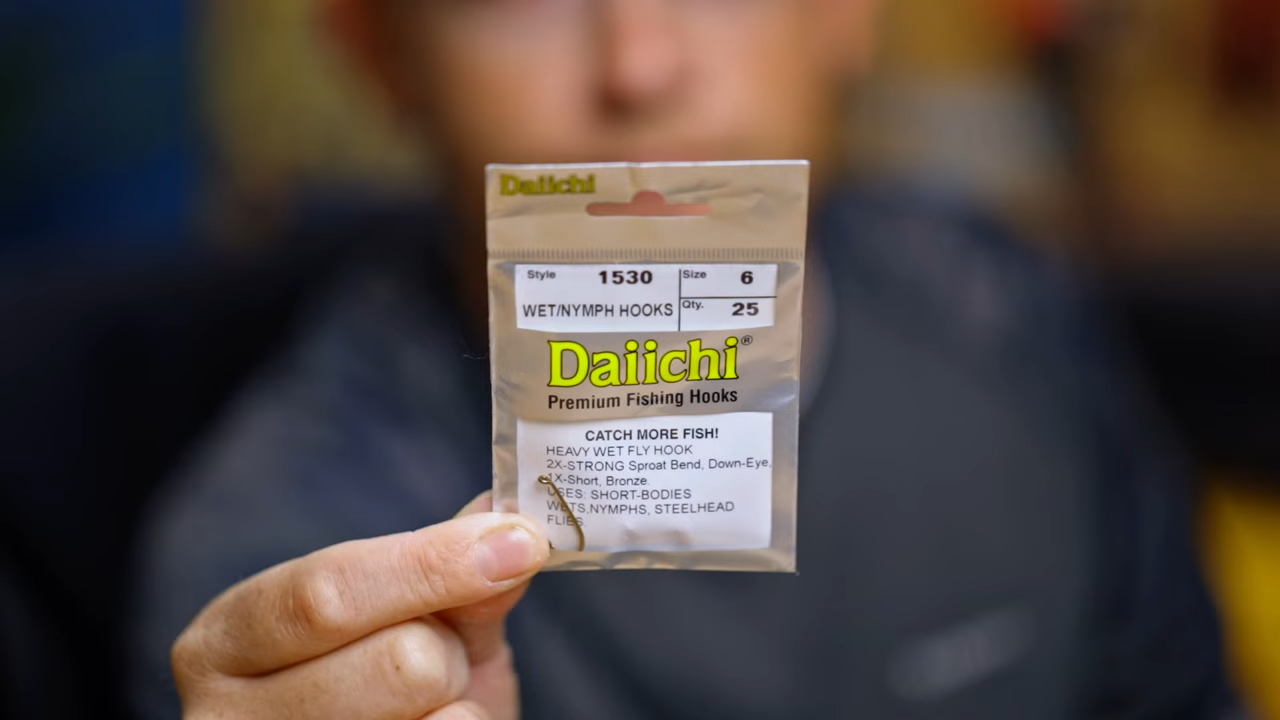 Daiichi
Style 1530 Size 6
WET/NYMPH HOOKS Qty. 25
Daiichi®
Premium Fishing Hooks
CATCH MORE FISH!
HEAVY WET FLY HOOK
2X-STRONG Sproat Bend, Down-Eye,
1X-Short, Bronze.
USES: SHORT-BODIES
WETS,NYMPHS, STEELHEAD
FLIES.